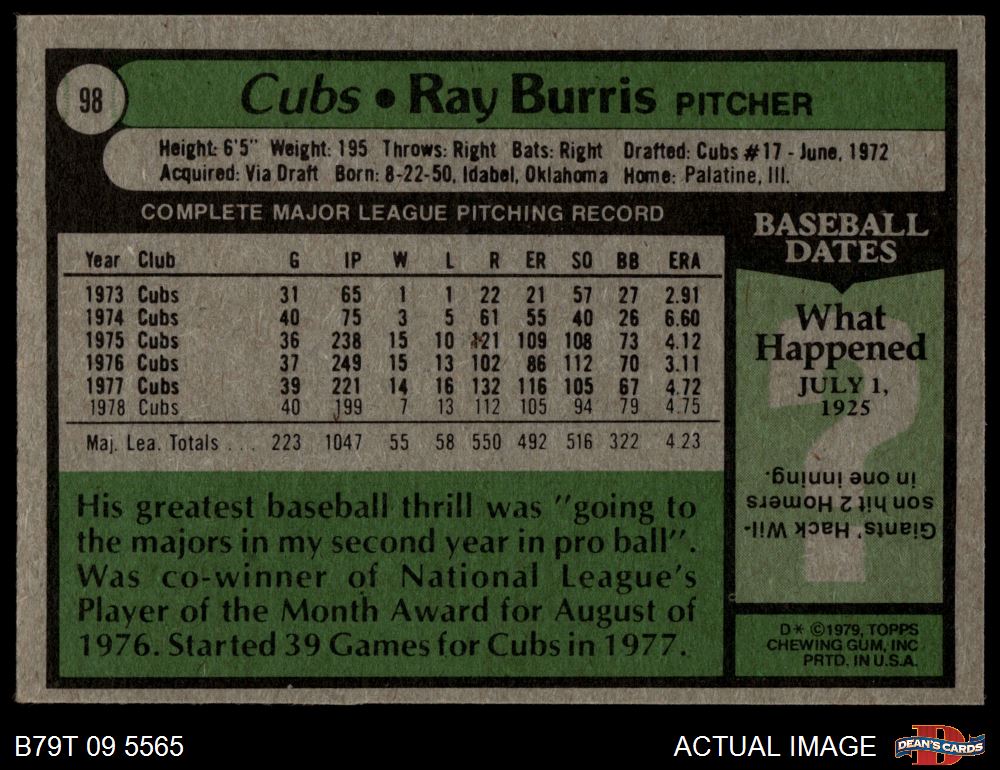 98
Cubs • Ray Burris PITCHER
Height: 6'5" Weight: 195 Throws: Right Bats: Right Drafted: Cubs #17 - June, 1972
Acquired: Via Draft Born: 8-22-50, Idabel, Oklahoma Home: Palatine, Ill.
COMPLETE MAJOR LEAGUE PITCHING RECORD
Year Club G IP W L R ER SO BB ERA
1973 Cubs 31 65 1 1 22 21 57 27 2.91
1974 Cubs 40 75 3 5 61 55 40 26 6.60
1975 Cubs 36 238 15 10 121 109 108 73 4.12
1976 Cubs 37 249 15 13 102 86 112 70 3.11
1977 Cubs 39 221 14 16 132 116 105 67 4.72
1978 Cubs 40 199 7 13 112 105 94 79 4.75
Maj. Lea. Totals . . . 223 1047 55 58 550 492 516 322 4.23
His greatest baseball thrill was "going to
the majors in my second year in pro ball".
Was co-winner of National League's
Player of the Month Award for August of
1976. Started 39 Games for Cubs in 1977.
BASEBALL
DATES
What
Happened
JULY 1,
1925
Giants' Hack Wil-
son hit 2 Homers
in one inning.
D* ©1979, TOPPS
CHEWING GUM, INC
PRTD. IN U.S.A.
B79T 09 5565
ACTUAL IMAGE
DEAN'S CARDS